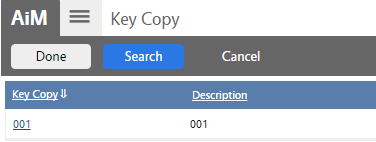 AiM Key Copy
Done Search Cancel
Key Copy⇓ Description
001 001